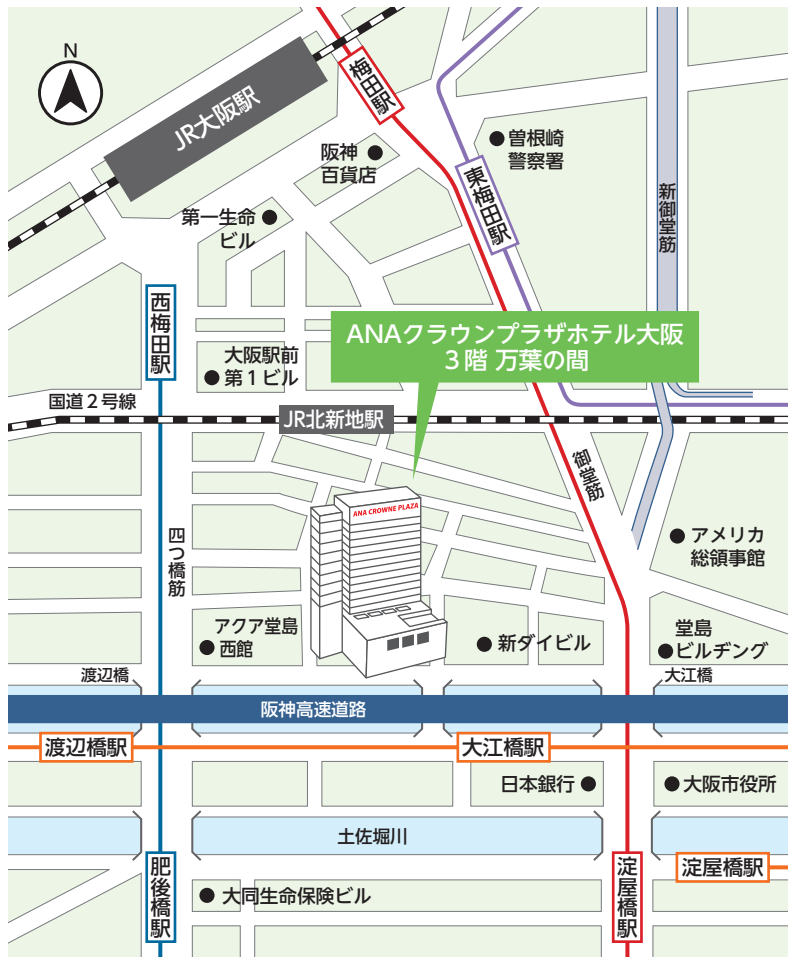 N
JR大阪駅
梅田駅
阪神
百貨店
曽根崎
警察署
東梅田駅
新御堂筋
第一生命
ビル
西梅田駅
ANAクラウンプラザホテル大阪
3階 万葉の間
大阪駅前
第1ビル
国道2号線
JR北新地駅
御堂筋
ANA CROWNE PLAZA
四つ橋筋
アメリカ
総領事館
アクア堂島
西館
新ダイビル
堂島
ビルヂング
渡辺橋
大江橋
阪神高速道路
渡辺橋駅
大江橋駅
日本銀行
大阪市役所
土佐堀川
肥後橋駅
淀屋橋駅
淀屋橋駅
大同生命保険ビル